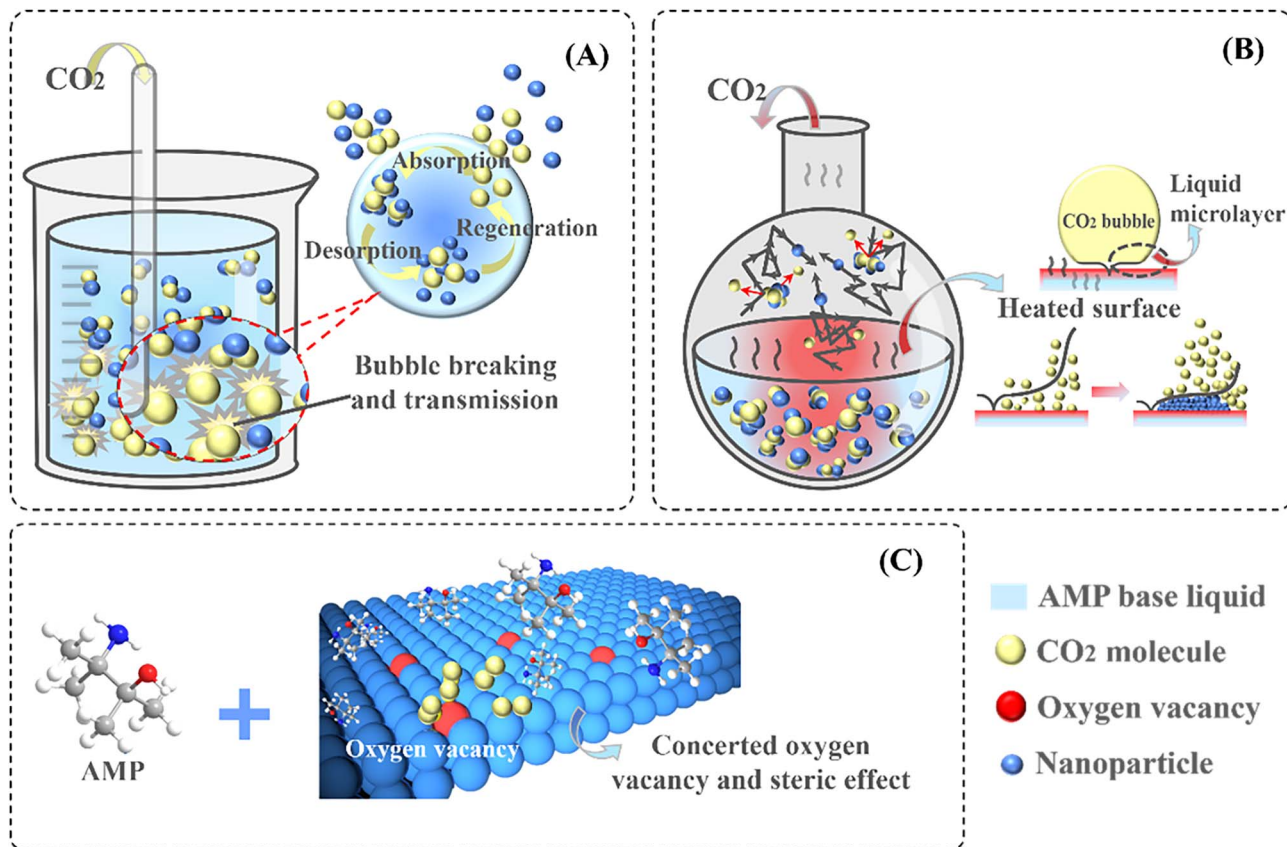 (A)
CO₂
Absorption
Desorption
Regeneration
Bubble breaking
and transmission
(B)
CO₂
CO₂ bubble
Liquid
microlayer
Heated surface
(C)
AMP
Oxygen vacancy
Concerted oxygen
vacancy and steric effect
AMP base liquid
CO₂ molecule
Oxygen vacancy
Nanoparticle